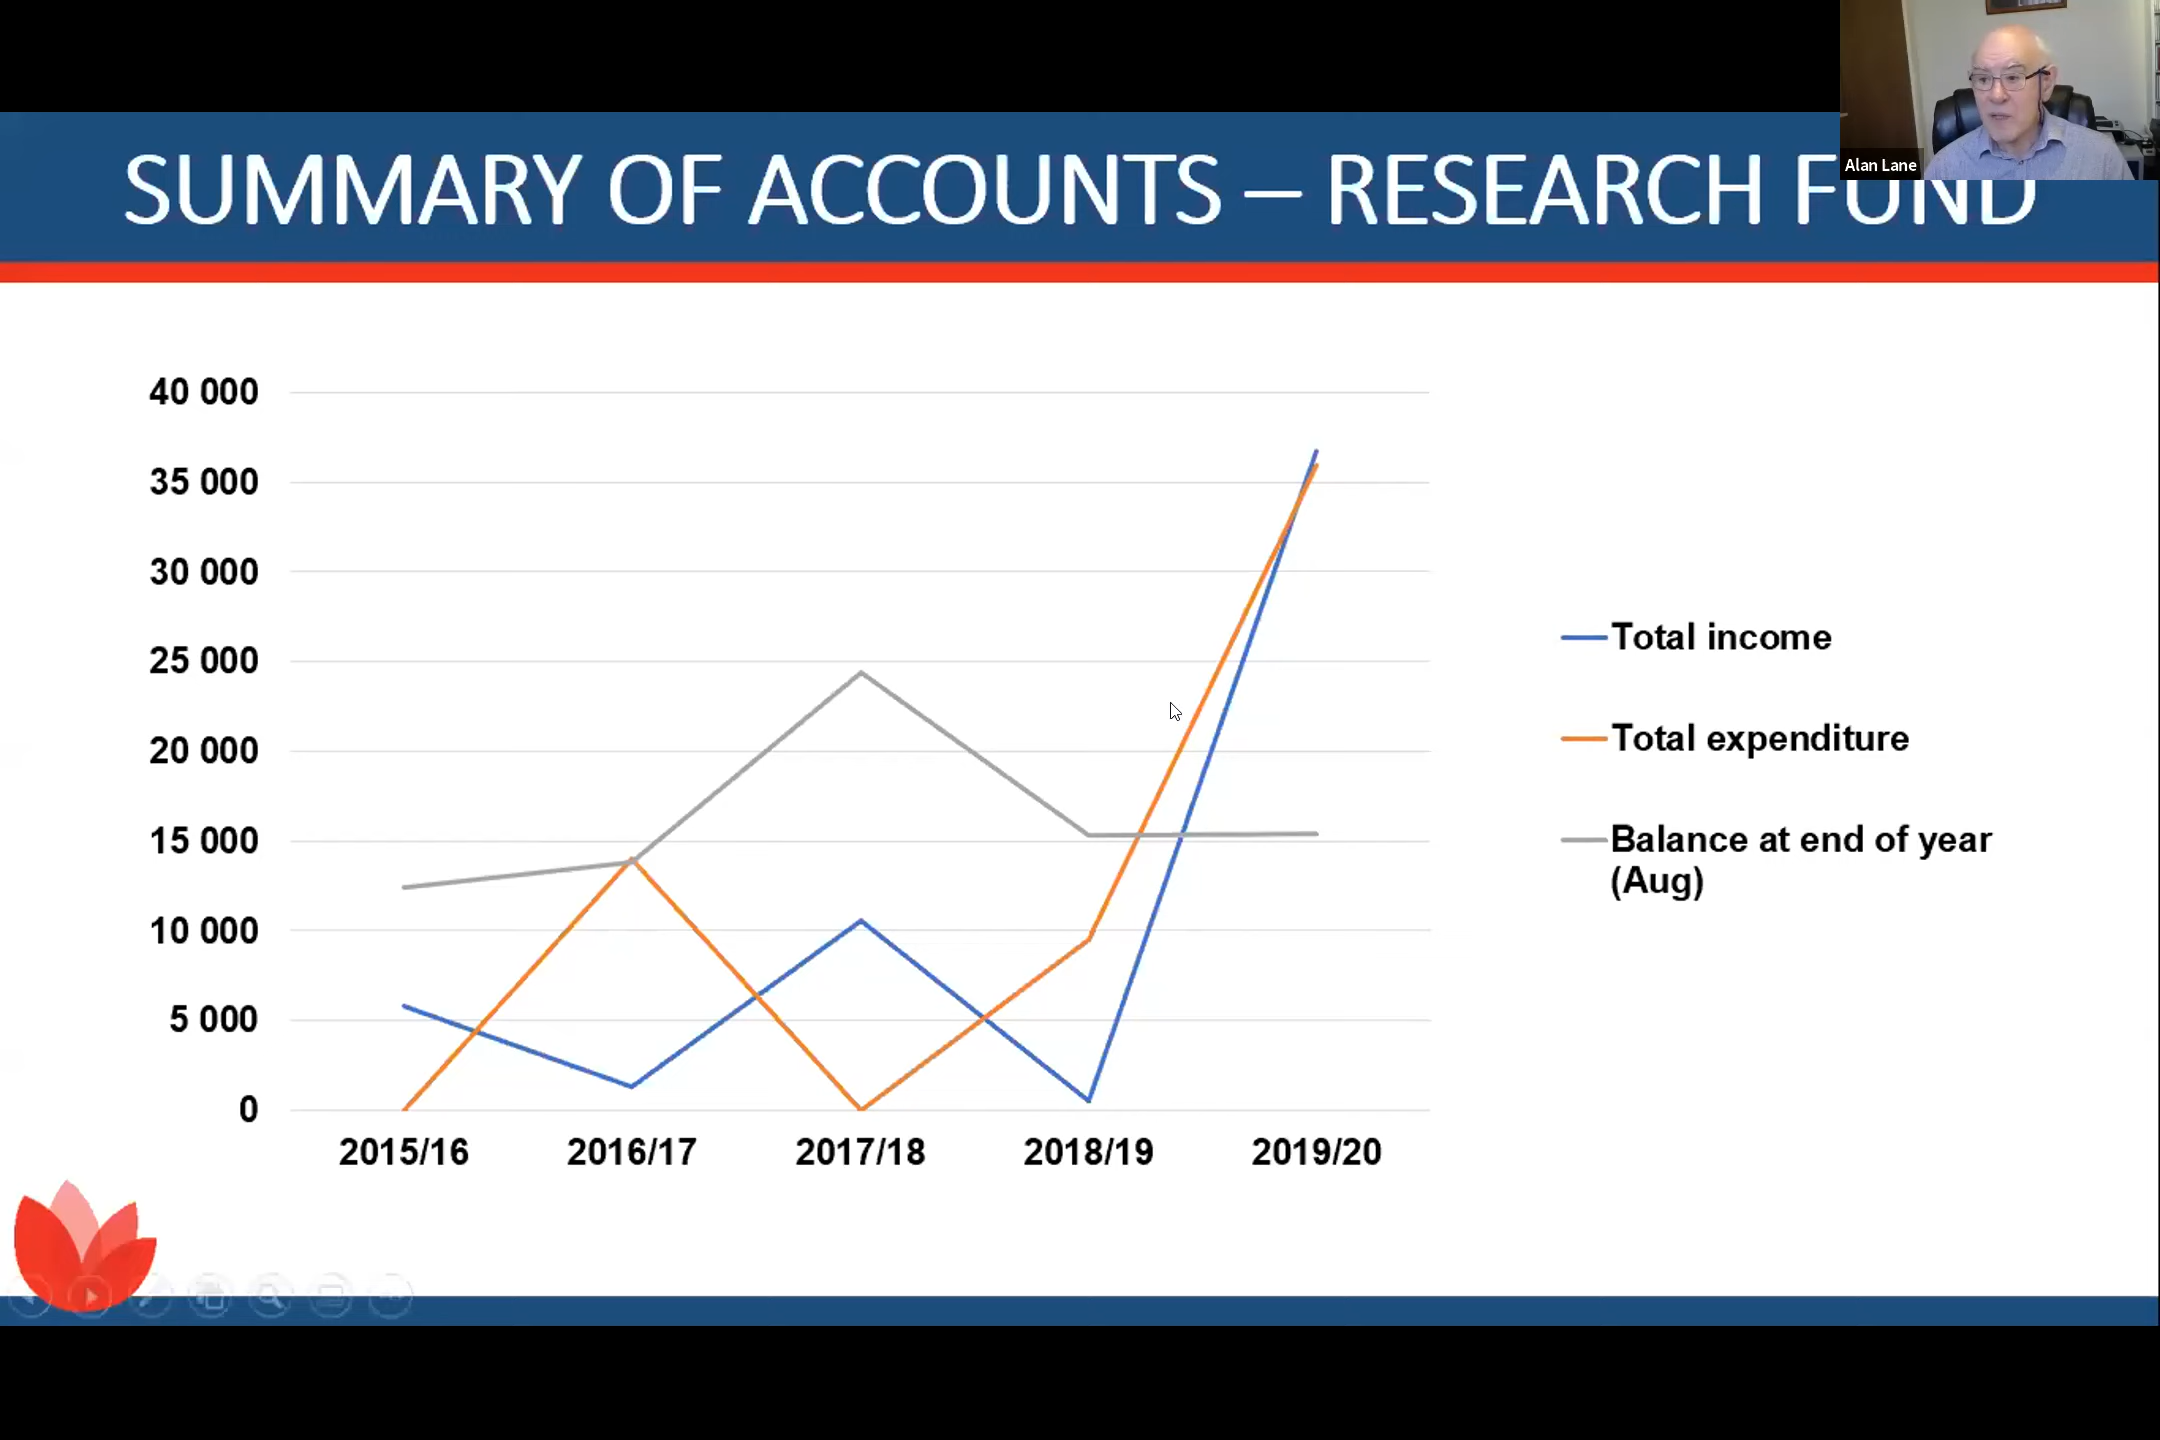 Alan Lane
SUMMARY OF ACCOUNTS – RESEARCH FUND
40 000
35 000
30 000
25 000
20 000
15 000
10 000
5 000
0
2015/16 2016/17 2017/18 2018/19 2019/20
Total income
Total expenditure
Balance at end of year
(Aug)